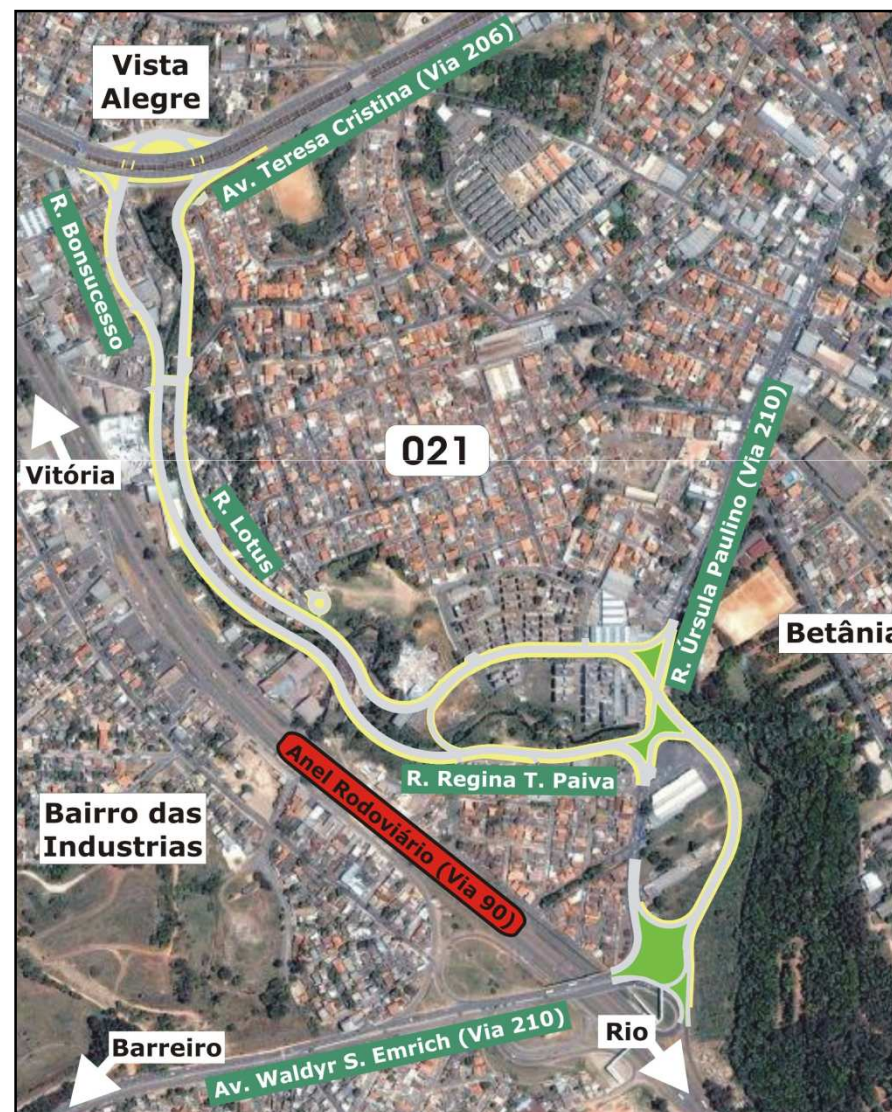 Vista
Alegre
Av. Teresa Cristina (Via 206)
R. Bonsucesso
Vitória
021
R. Lotus
R. Úrsula Paulino (Via 210)
Betânia
R. Regina T. Paiva
Anel Rodoviário (Via 90)
Bairro das
Industrias
Av. Waldyr S. Emrich (Via 210)
Barreiro
Rio